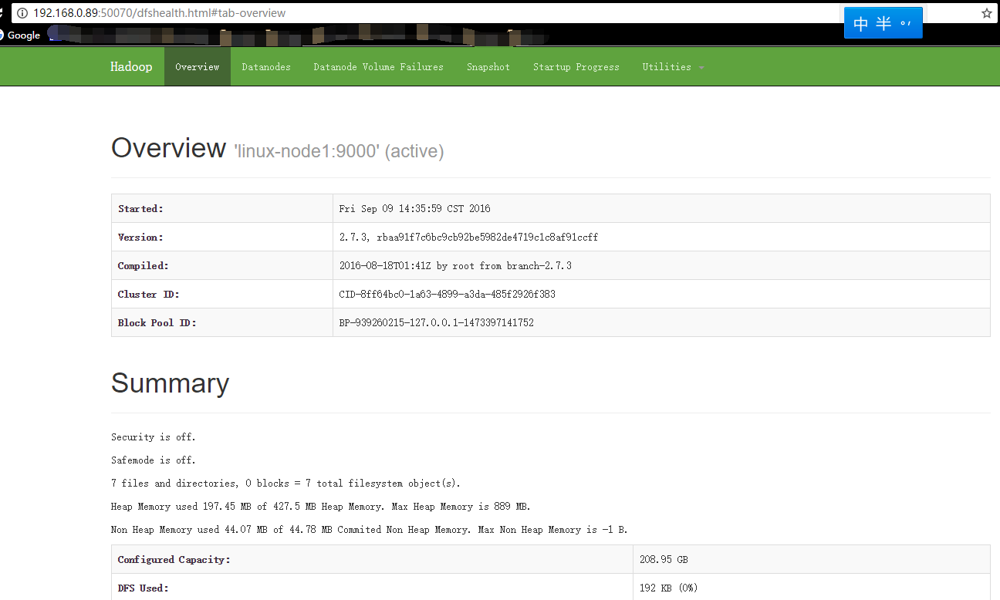 192.168.0.89:50070/dfshealth.html#tab-overview
中 半
Google
Hadoop Overview Datanodes Datanode Volume Failures Snapshot Startup Progress Utilities
Overview 'linux-node1:9000' (active)
Started: Fri Sep 09 14:35:59 CST 2016
Version: 2.7.3, rbaa91f7c6bc9cb92be5982de4719c1c8af91ccff
Compiled: 2016-08-18T01:41Z by root from branch-2.7.3
Cluster ID: CID-8ff64bc0-1a63-4899-a3da-485f2926f383
Block Pool ID: BP-939260215-127.0.0.1-1473397141752
Summary
Security is off.
Safemode is off.
7 files and directories, 0 blocks = 7 total filesystem object(s).
Heap Memory used 197.45 MB of 427.5 MB Heap Memory. Max Heap Memory is 889 MB.
Non Heap Memory used 44.07 MB of 44.78 MB Commited Non Heap Memory. Max Non Heap Memory is -1 B.
Configured Capacity: 208.95 GB
DFS Used: 192 KB (0%)